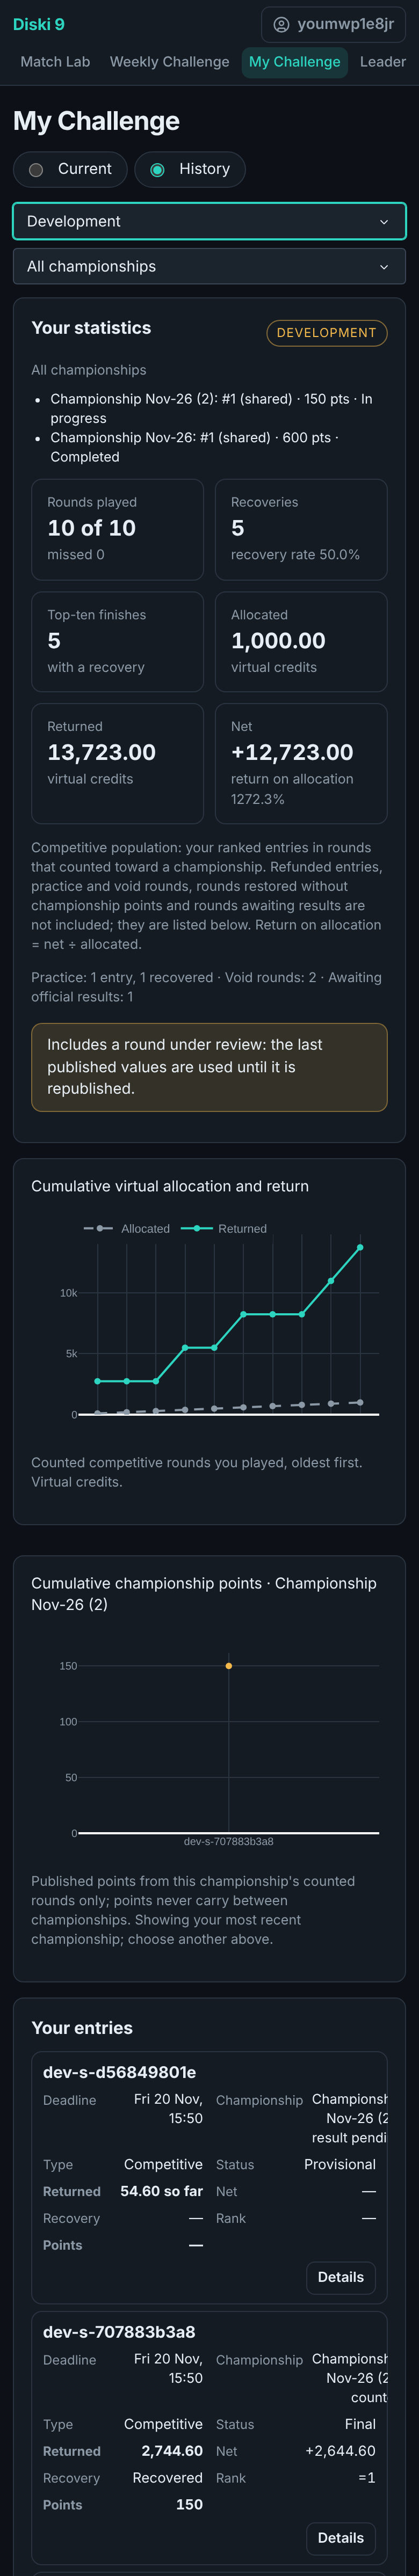 Diski 9
youmwp1e8jr
Match Lab Weekly Challenge My Challenge Leader
My Challenge
Current History
Development
All championships
Your statistics
DEVELOPMENT
All championships
• Championship Nov-26 (2): #1 (shared) · 150 pts · In
progress
• Championship Nov-26: #1 (shared) · 600 pts ·
Completed
Rounds played
10 of 10
missed 0
Recoveries
5
recovery rate 50.0%
Top-ten finishes
5
with a recovery
Allocated
1,000.00
virtual credits
Returned
13,723.00
virtual credits
Net
+12,723.00
return on allocation
1272.3%
Competitive population: your ranked entries in rounds
that counted toward a championship. Refunded entries,
practice and void rounds, rounds restored without
championship points and rounds awaiting results are
not included; they are listed below. Return on allocation
= net ÷ allocated.
Practice: 1 entry, 1 recovered · Void rounds: 2 · Awaiting
official results: 1
Includes a round under review: the last
published values are used until it is
republished.
Cumulative virtual allocation and return
Allocated Returned
10k
5k
0
Counted competitive rounds you played, oldest first.
Virtual credits.
Cumulative championship points · Championship
Nov-26 (2)
150
100
50
0
dev-s-707883b3a8
Published points from this championship's counted
rounds only; points never carry between
championships. Showing your most recent
championship; choose another above.
Your entries
dev-s-d56849801e
Deadline Fri 20 Nov, Championship Championsh
15:50 Nov-26 (2
result pendi
Type Competitive Status Provisional
Returned 54.60 so far Net —
Recovery — Rank —
Points —
Details
dev-s-707883b3a8
Deadline Fri 20 Nov, Championship Championsh
15:50 Nov-26 (2
count
Type Competitive Status Final
Returned 2,744.60 Net +2,644.60
Recovery Recovered Rank =1
Points 150
Details